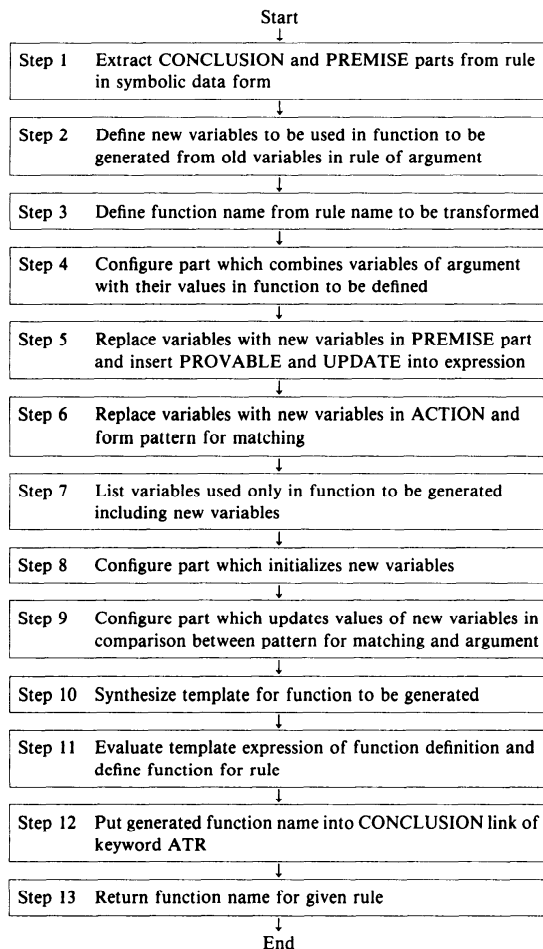 Start
Step 1 Extract CONCLUSION and PREMISE parts from rule
in symbolic data form
Step 2 Define new variables to be used in function to be
generated from old variables in rule of argument
Step 3 Define function name from rule name to be transformed
Step 4 Configure part which combines variables of argument
with their values in function to be defined
Step 5 Replace variables with new variables in PREMISE part
and insert PROVABLE and UPDATE into expression
Step 6 Replace variables with new variables in ACTION and
form pattern for matching
Step 7 List variables used only in function to be generated
including new variables
Step 8 Configure part which initializes new variables
Step 9 Configure part which updates values of new variables in
comparison between pattern for matching and argument
Step 10 Synthesize template for function to be generated
Step 11 Evaluate template expression of function definition and
define function for rule
Step 12 Put generated function name into CONCLUSION link of
keyword ATR
Step 13 Return function name for given rule
End